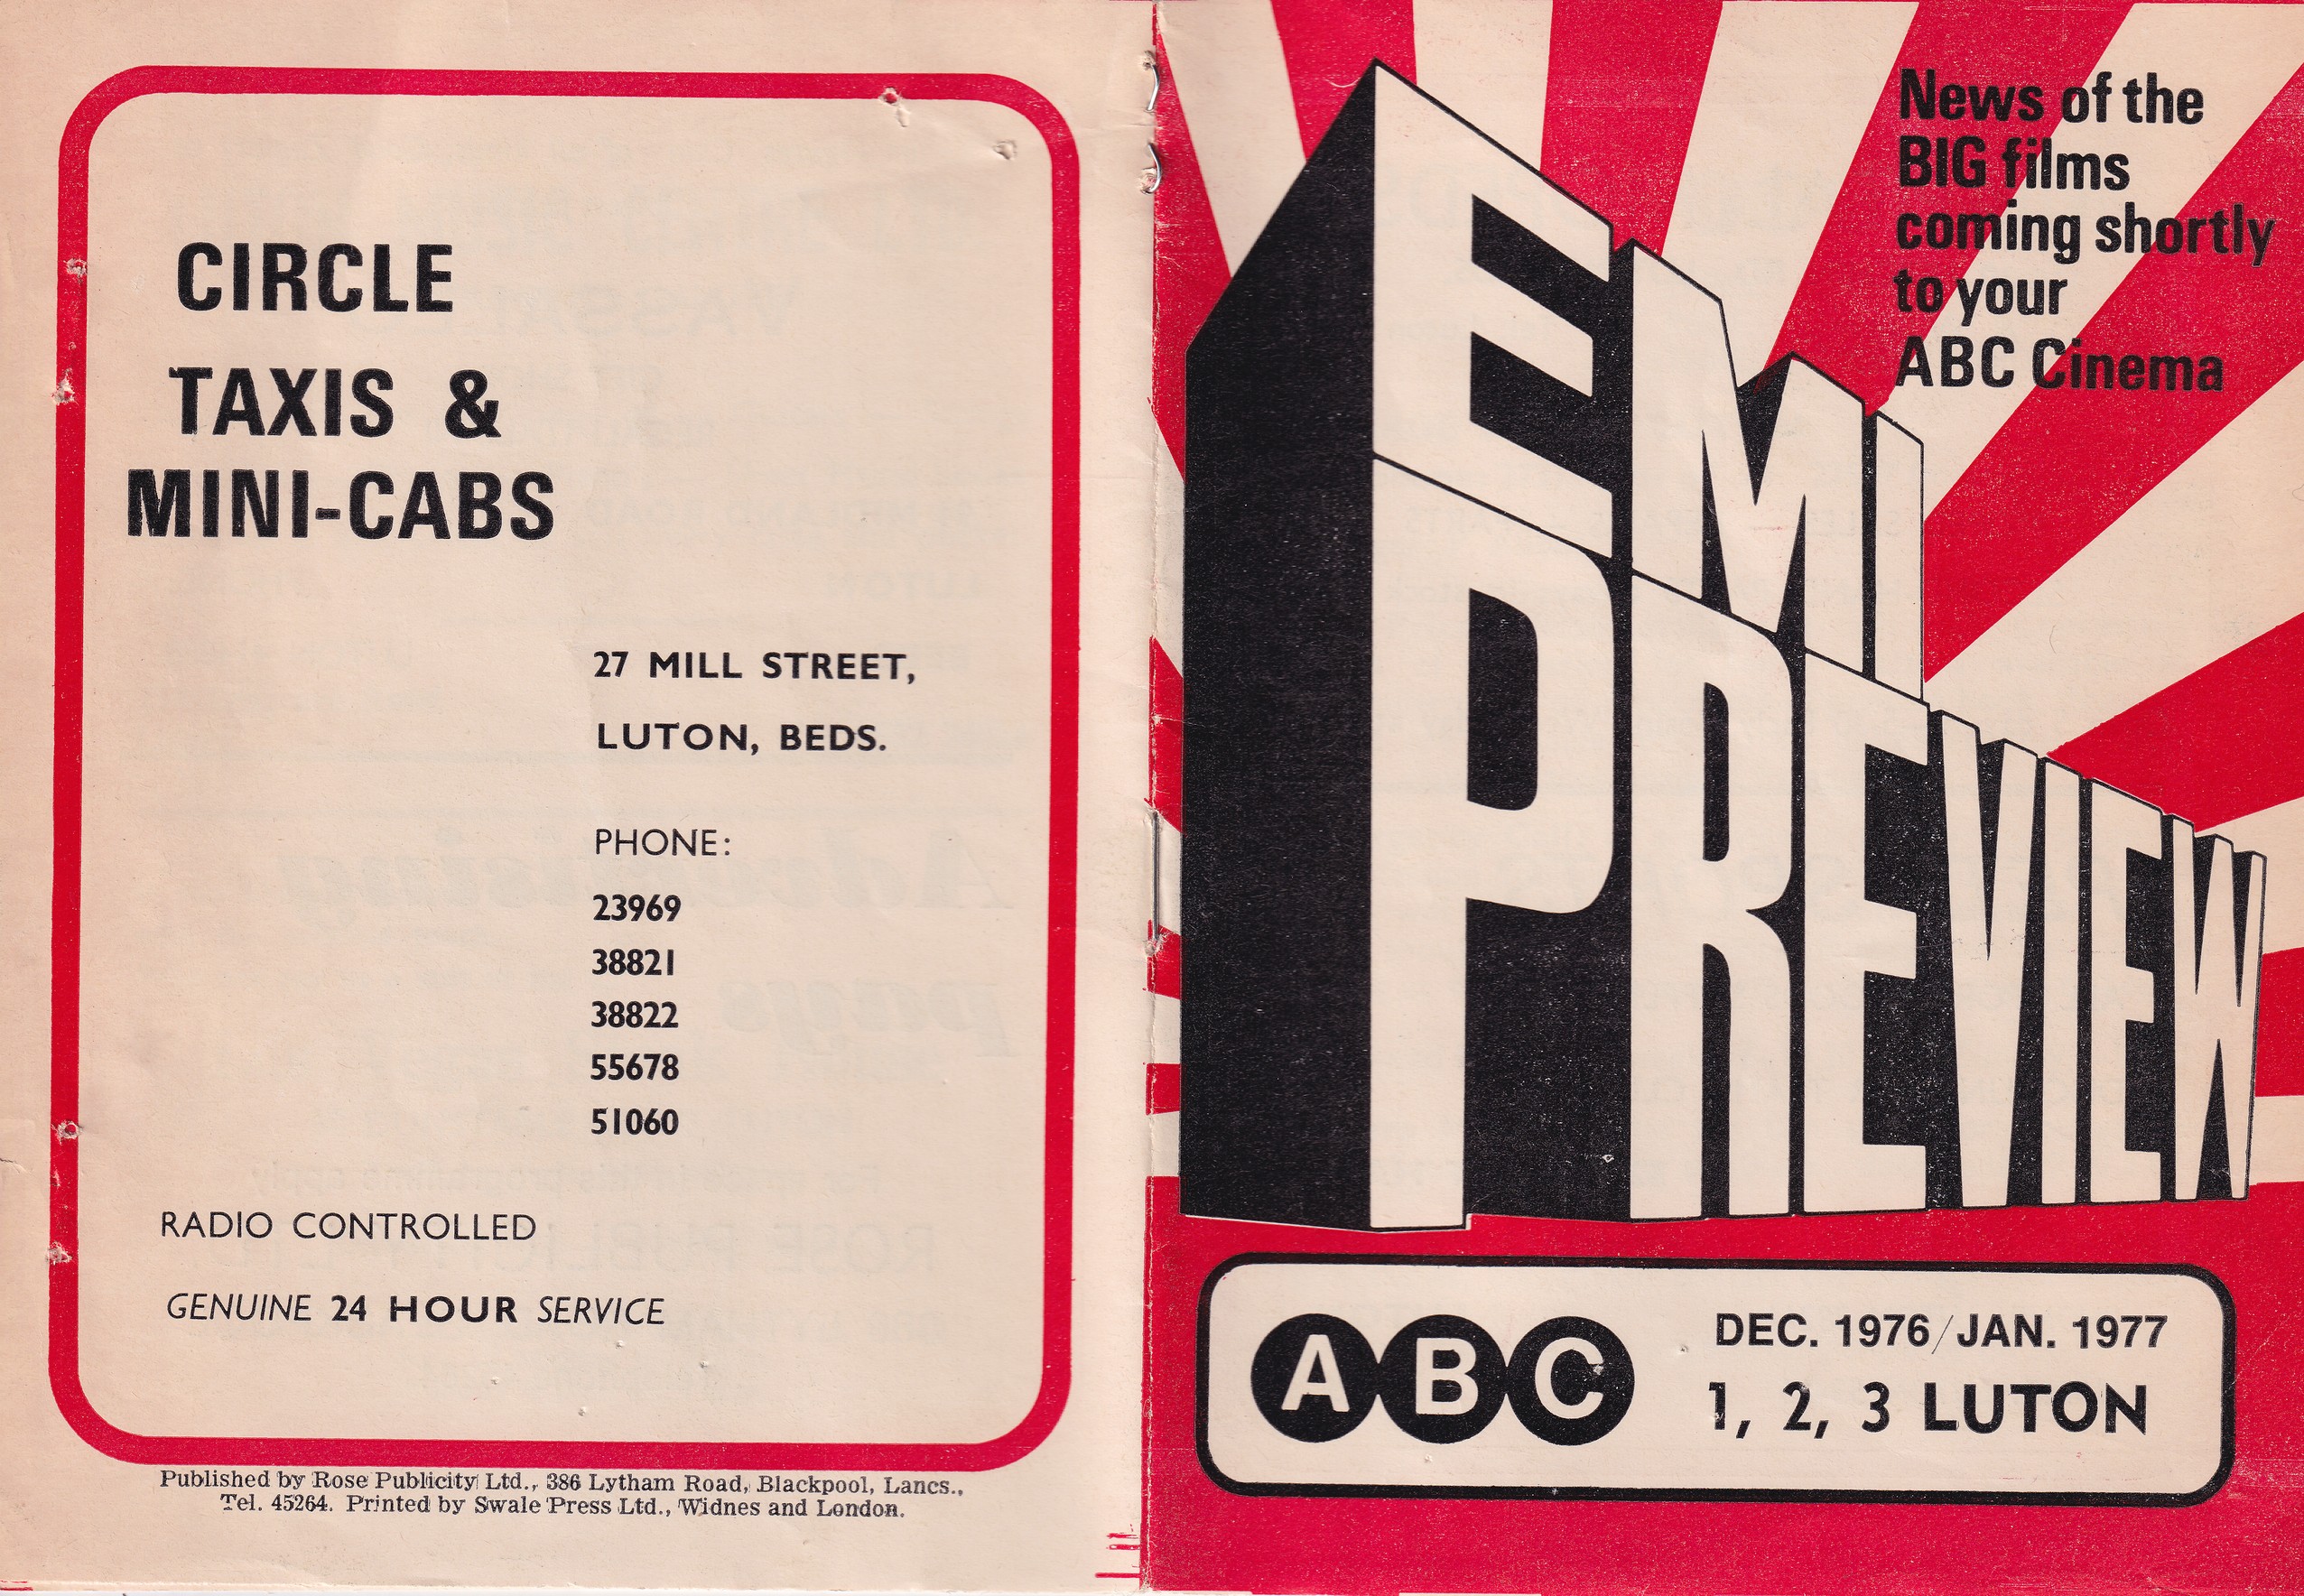 CIRCLE
TAXIS &
MINI-CABS
27 MILL STREET,
LUTON, BEDS.
PHONE:
23969
38821
38822
55678
51060
RADIO CONTROLLED
GENUINE 24 HOUR SERVICE
Published by Rose Publicity Ltd., 386 Lytham Road, Blackpool, Lancs.,
Tel. 45264. Printed by Swale Press Ltd., Widnes and London.
News of the
BIG films
coming shortly
to your
ABC Cinema
EMI
PREVIEW
ABC
DEC. 1976/JAN. 1977
1, 2, 3 LUTON